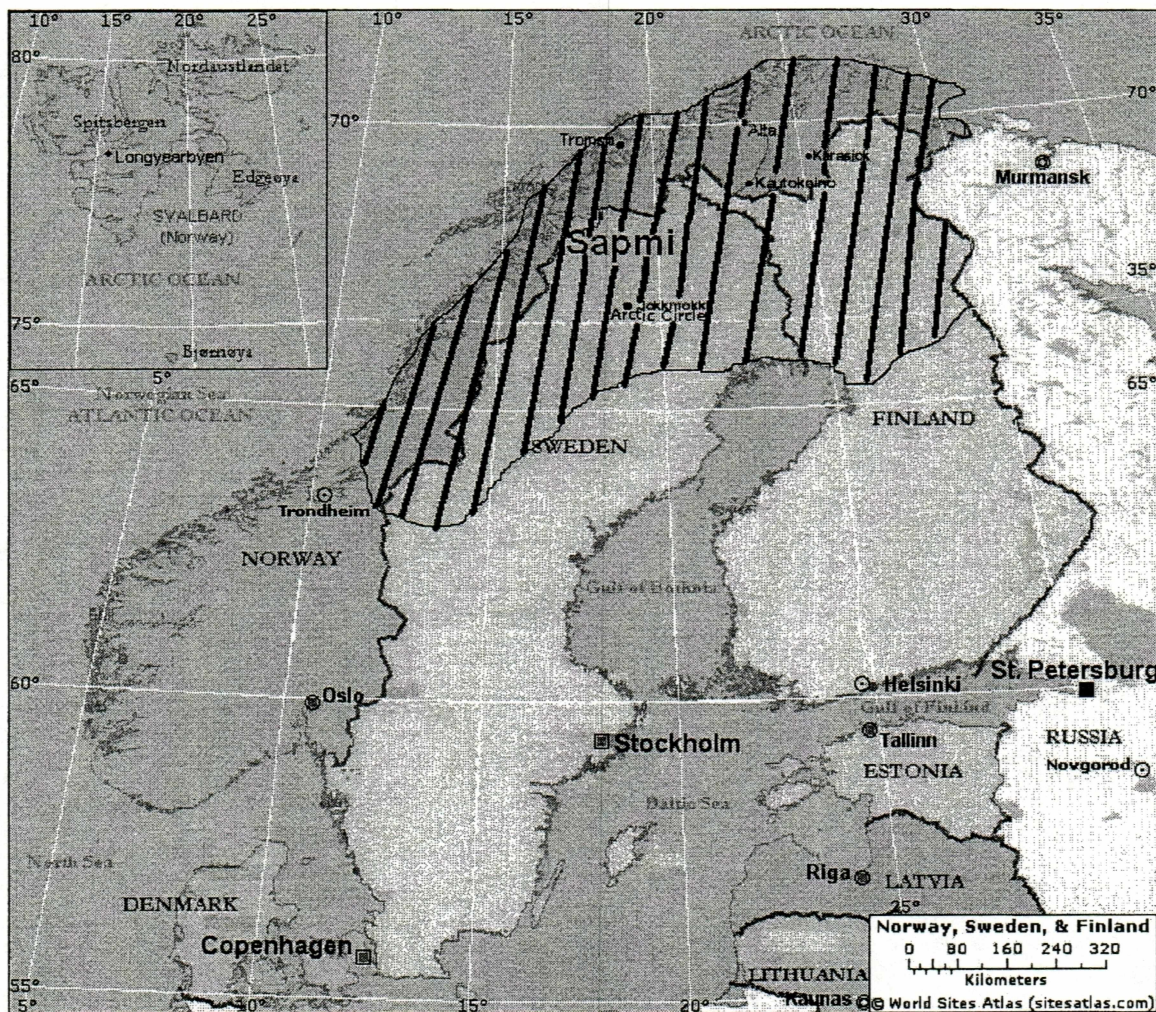 10° 15° 20° 25° 10° 15° 20° 30° 35°
ARCTIC OCEAN
80°
Nordaustlandet
70°
70°
Spitsbergen
Longyearbyen
Edgeøya
SVALBARD
(Norway)
ARCTIC OCEAN
75°
Bjørnøya
Tromsø
Alta
Karasjok
Kautokeino
Murmansk
Sapmi
35°
Jokkmokk
Arctic Circle
5°
65°
65°
Norwegian Sea
ATLANTIC OCEAN
FINLAND
SWEDEN
Trondheim
NORWAY
Gulf of Bothnia
60°
Oslo
Helsinki
St. Petersburg
Gulf of Finland
Stockholm
Tallinn
RUSSIA
ESTONIA
Novgorod
Baltic Sea
North Sea
Riga
LATVIA
25°
DENMARK
Copenhagen
LITHUANIA
Kaunas
55°
5° 10° 15° 20°
Norway, Sweden, & Finland
0 80 160 240 320
Kilometers
© World Sites Atlas (sitesatlas.com)